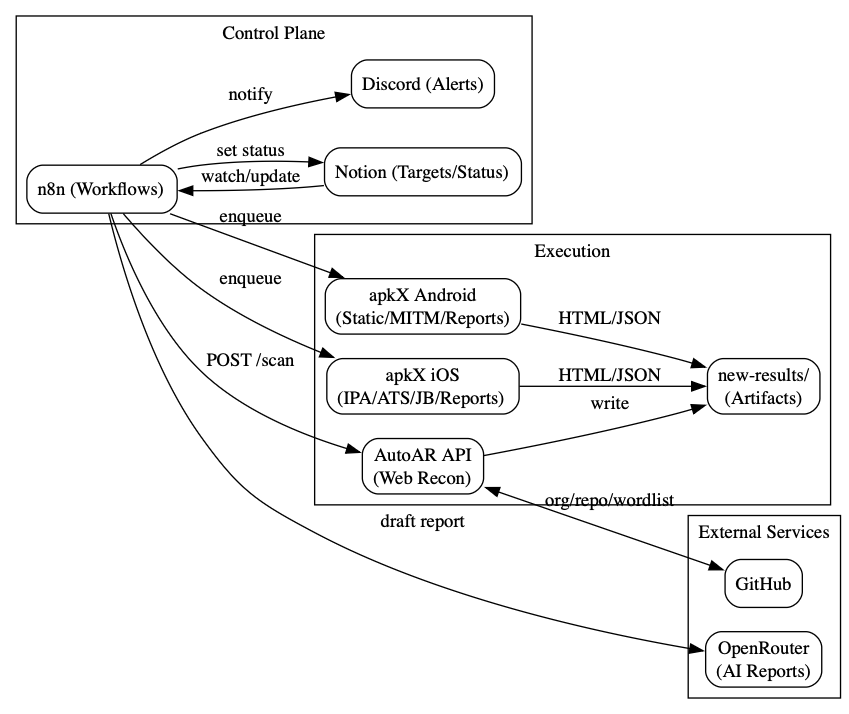 Control Plane
Discord (Alerts)
notify
set status
Notion (Targets/Status)
watch/update
n8n (Workflows)
enqueue
Execution
enqueue
apkX Android
(Static/MITM/Reports)
HTML/JSON
POST /scan
apkX iOS
(IPA/ATS/JB/Reports)
HTML/JSON
new-results/
(Artifacts)
write
AutoAR API
(Web Recon)
org/repo/wordlist
draft report
External Services
GitHub
OpenRouter
(AI Reports)